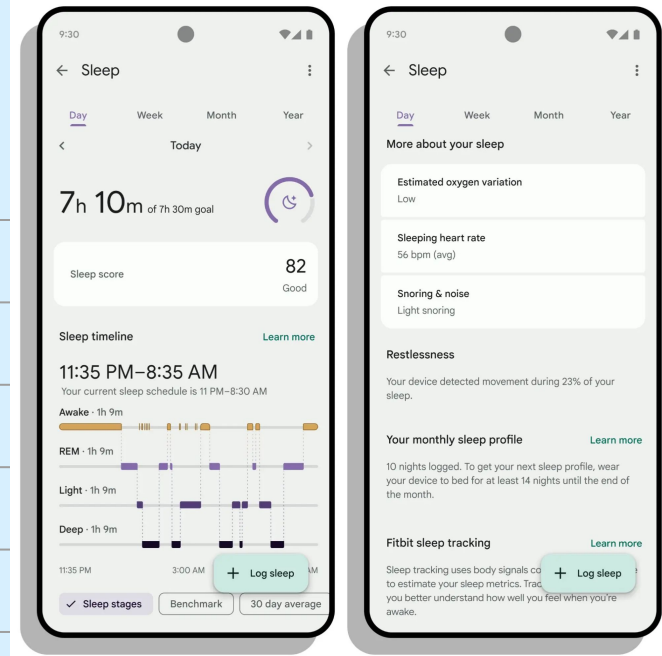 9:30
Sleep
Day Week Month Year
Today
7h 10m of 7h 30m goal
Sleep score
82
Good
Sleep timeline Learn more
11:35 PM–8:35 AM
Your current sleep schedule is 11 PM–8:30 AM
Awake · 1h 9m
REM · 1h 9m
Light · 1h 9m
Deep · 1h 9m
11:35 PM 3:00 AM AM
+ Log sleep
✓ Sleep stages Benchmark 30 day average
9:30
Sleep
Day Week Month Year
More about your sleep
Estimated oxygen variation
Low
Sleeping heart rate
56 bpm (avg)
Snoring & noise
Light snoring
Restlessness
Your device detected movement during 23% of your
sleep.
Your monthly sleep profile Learn more
10 nights logged. To get your next sleep profile, wear
your device to bed for at least 14 nights until the end of
the month.
Fitbit sleep tracking Learn more
Sleep tracking uses body signals
to estimate your sleep metrics.
you better understand how well you feel when you're
awake.
+ Log sleep